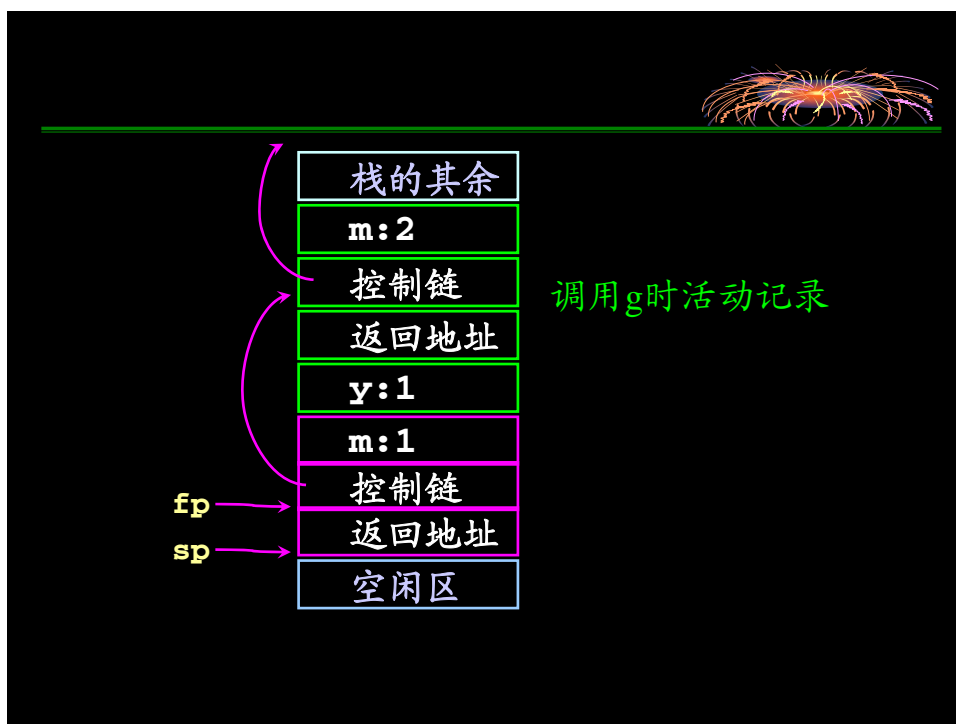 栈的其余
m:2
控制链
调用g时活动记录
返回地址
y:1
m:1
控制链
fp
返回地址
sp
空闲区